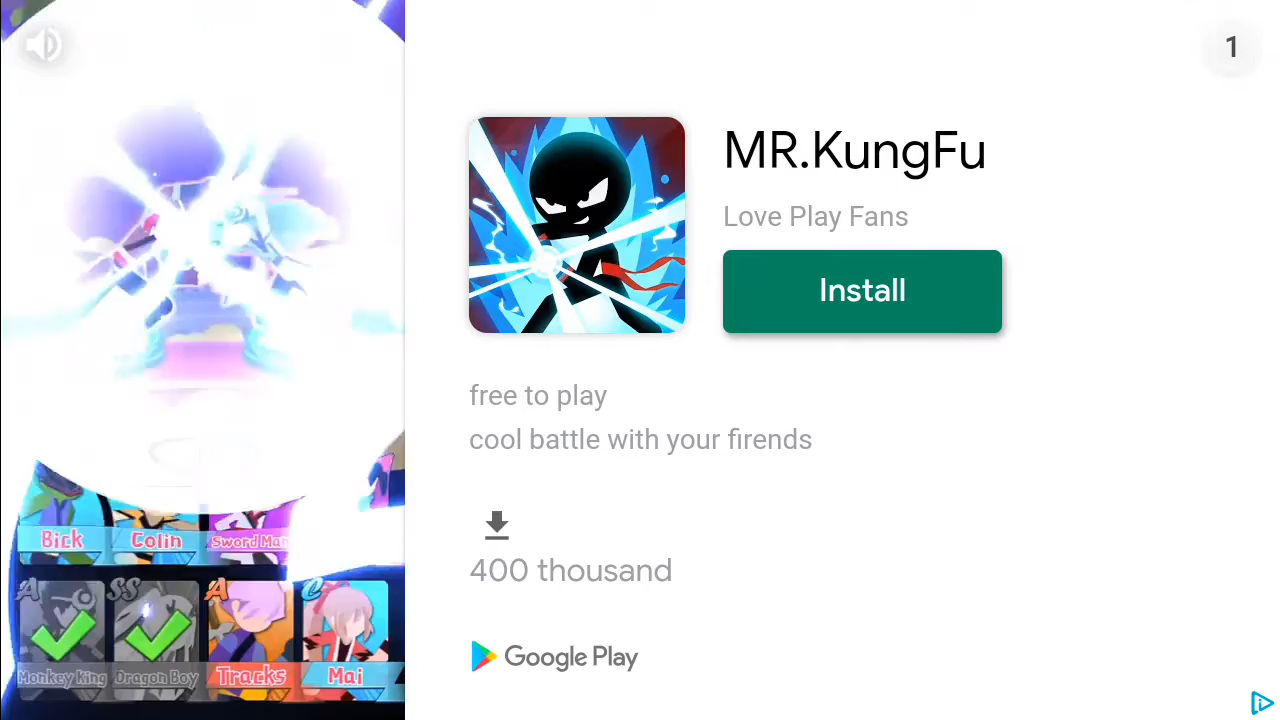 1
MR.KungFu
Love Play Fans
Install
free to play
cool battle with your firends
400 thousand
Google Play
Bick Colin Sword Man
A SS A C
Monkey King Dragon Boy Tracks Mai